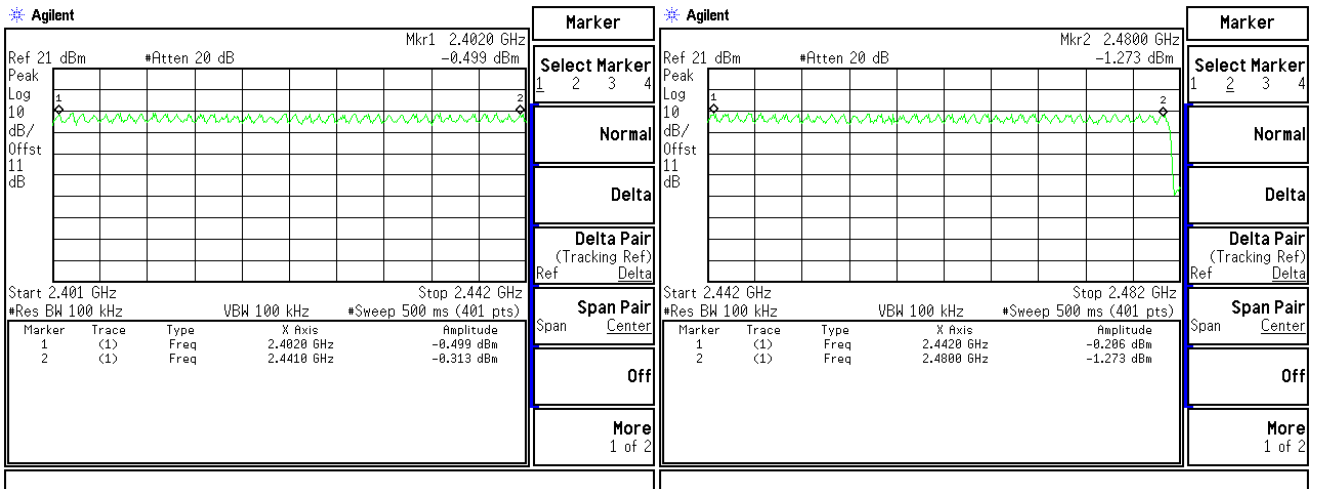 Agilent
Marker
Mkr1 2.4020 GHz
Ref 21 dBm #Atten 20 dB -0.499 dBm
Peak
Log
10
dB/
Offst
11
dB
1
2
Start 2.401 GHz Stop 2.442 GHz
#Res BW 100 kHz VBW 100 kHz #Sweep 500 ms (401 pts)
Marker Trace Type X Axis Amplitude
1 (1) Freq 2.4020 GHz -0.499 dBm
2 (1) Freq 2.4410 GHz -0.313 dBm
Select Marker
1 2 3 4
Normal
Delta
Delta Pair
(Tracking Ref)
Ref Delta
Span Pair
Span Center
Off
More
1 of 2
Agilent
Marker
Mkr2 2.4800 GHz
Ref 21 dBm #Atten 20 dB -1.273 dBm
Peak
Log
10
dB/
Offst
11
dB
1
2
Start 2.442 GHz Stop 2.482 GHz
#Res BW 100 kHz VBW 100 kHz #Sweep 500 ms (401 pts)
Marker Trace Type X Axis Amplitude
1 (1) Freq 2.4420 GHz -0.206 dBm
2 (1) Freq 2.4800 GHz -1.273 dBm
Select Marker
1 2 3 4
Normal
Delta
Delta Pair
(Tracking Ref)
Ref Delta
Span Pair
Span Center
Off
More
1 of 2